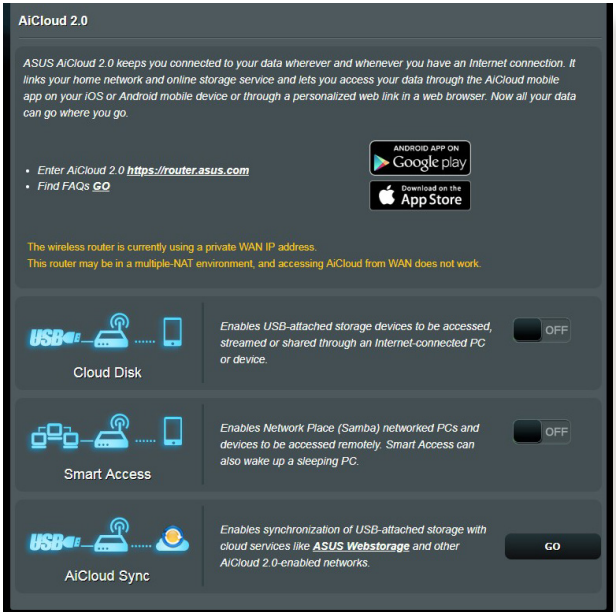 AiCloud 2.0
ASUS AiCloud 2.0 keeps you connected to your data wherever and whenever you have an Internet connection. It
links your home network and online storage service and lets you access your data through the AiCloud mobile
app on your iOS or Android mobile device or through a personalized web link in a web browser. Now all your data
can go where you go.
ANDROID APP ON
Google play
Enter AiCloud 2.0 https://router.asus.com
Find FAQs GO
Download on the
App Store
The wireless router is currently using a private WAN IP address.
This router may be in a multiple-NAT environment, and accessing AiCloud from WAN does not work.
USB
Cloud Disk
Enables USB-attached storage devices to be accessed,
streamed or shared through an Internet-connected PC
or device.
OFF
Smart Access
Enables Network Place (Samba) networked PCs and
devices to be accessed remotely. Smart Access can
also wake up a sleeping PC.
OFF
USB
AiCloud Sync
Enables synchronization of USB-attached storage with
cloud services like ASUS Webstorage and other
AiCloud 2.0-enabled networks.
GO